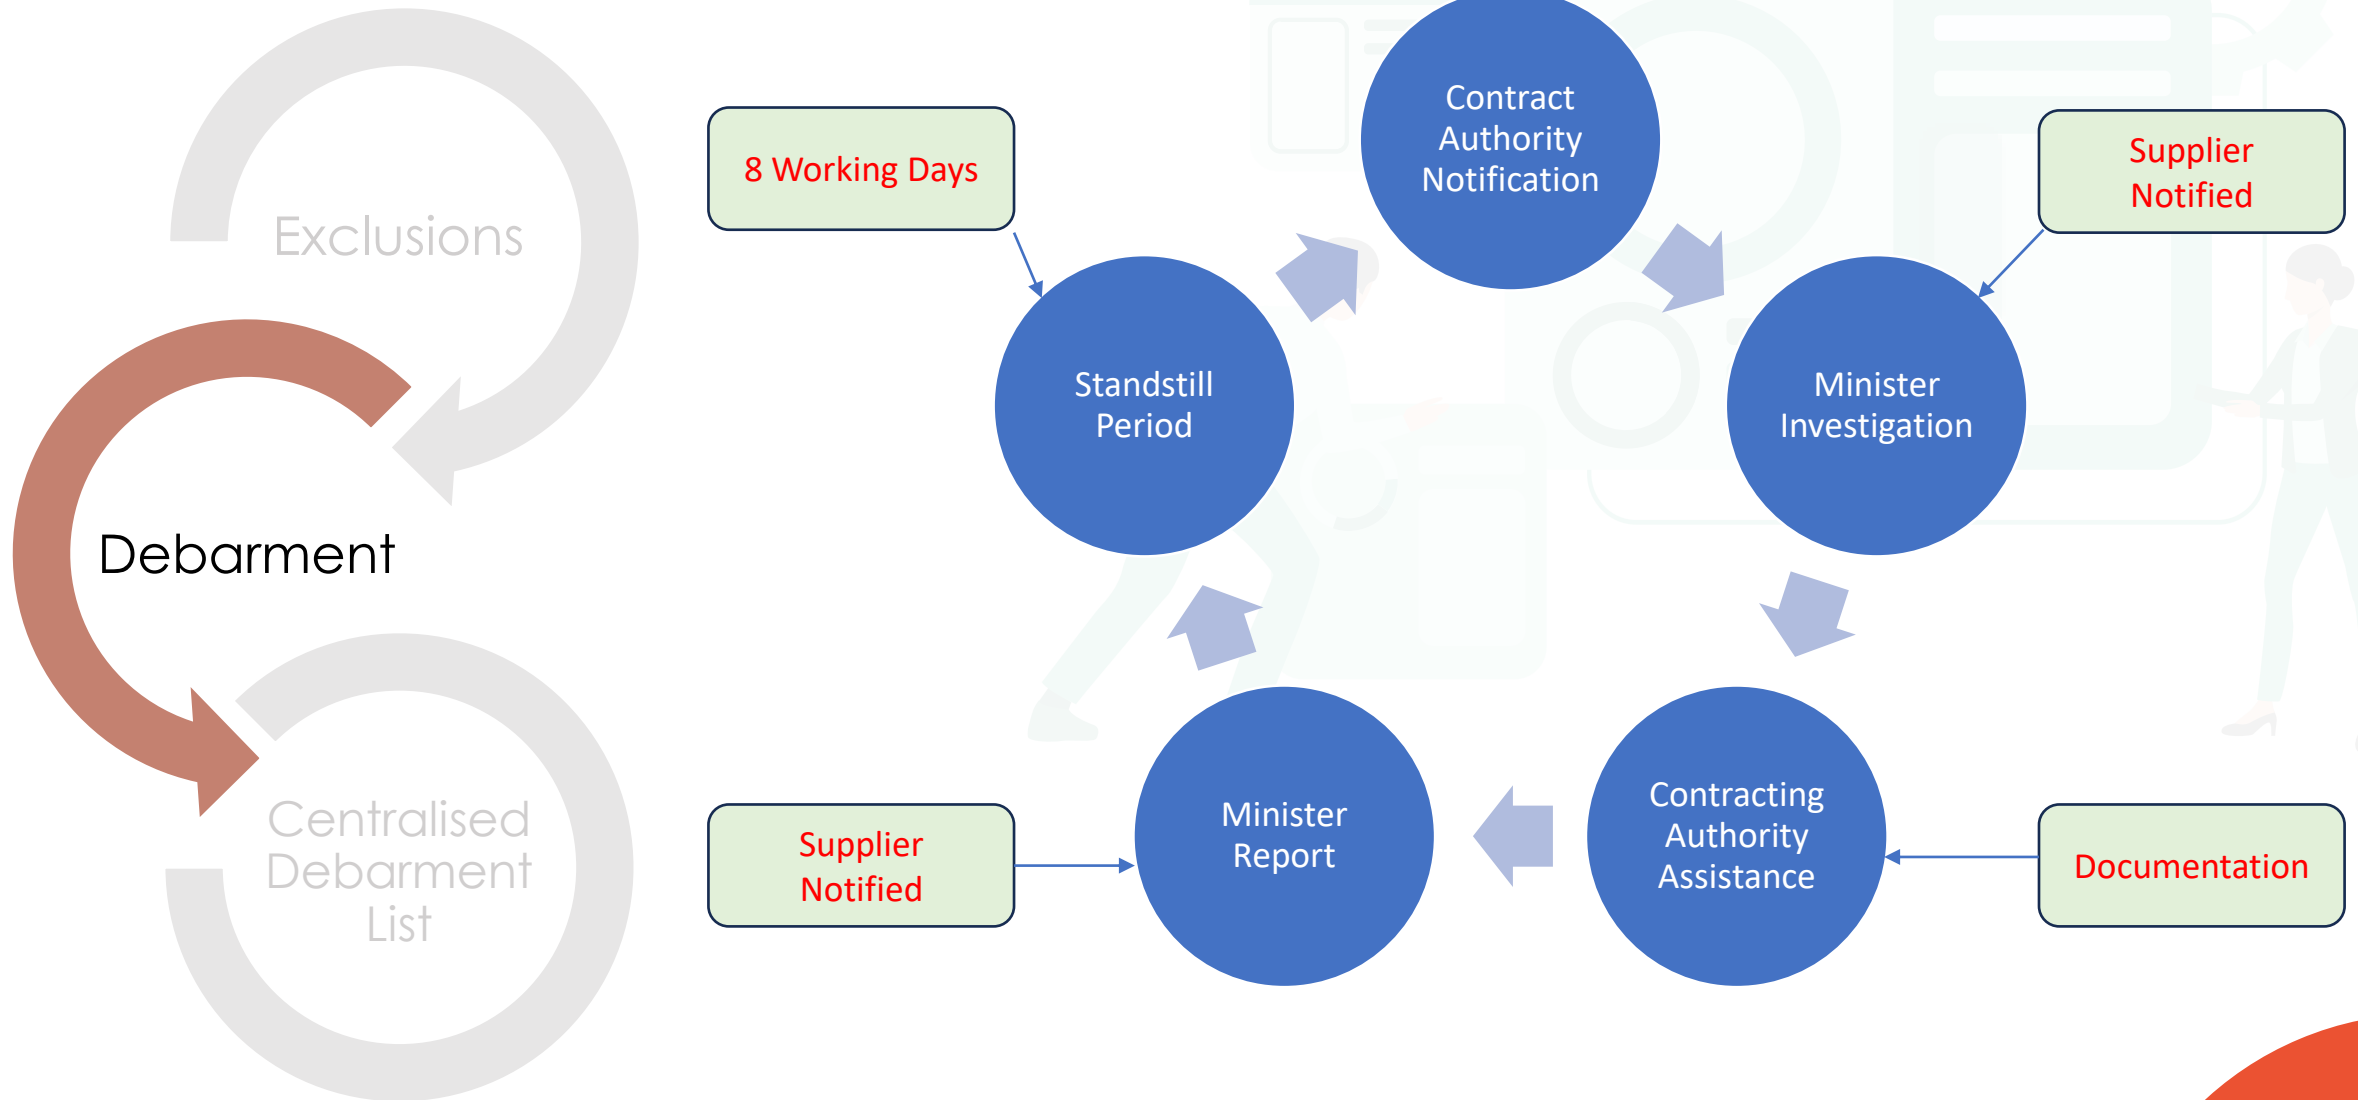 Exclusions
Debarment
Centralised
Debarment
List
8 Working Days
Contract
Authority
Notification
Supplier
Notified
Standstill
Period
Minister
Investigation
Supplier
Notified
Minister
Report
Contracting
Authority
Assistance
Documentation